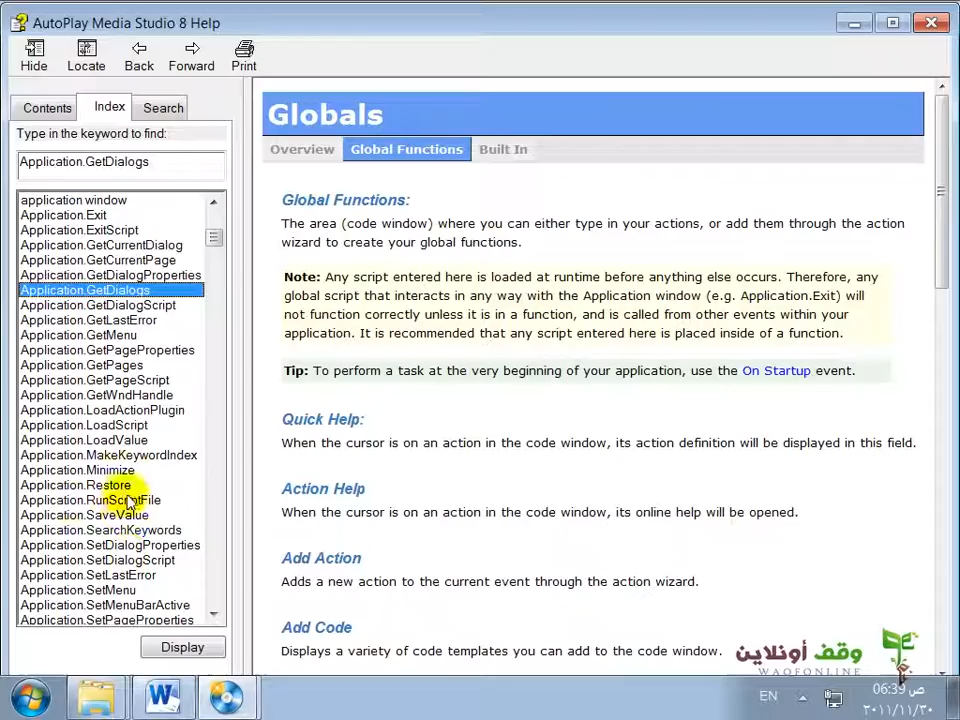 AutoPlay Media Studio 8 Help
Hide Locate Back Forward Print
Contents Index Search
Type in the keyword to find:
Application.GetDialogs
application window
Application.Exit
Application.ExitScript
Application.GetCurrentDialog
Application.GetCurrentPage
Application.GetDialogProperties
Application.GetDialogs
Application.GetDialogScript
Application.GetLastError
Application.GetMenu
Application.GetPageProperties
Application.GetPages
Application.GetPageScript
Application.GetWndHandle
Application.LoadActionPlugin
Application.LoadScript
Application.LoadValue
Application.MakeKeywordIndex
Application.Minimize
Application.Restore
Application.RunScriptFile
Application.SaveValue
Application.SearchKeywords
Application.SetDialogProperties
Application.SetDialogScript
Application.SetLastError
Application.SetMenu
Application.SetMenuBarActive
Application.SetPageProperties
Display
Globals
Overview Global Functions Built In
Global Functions:
The area (code window) where you can either type in your actions, or add them through the action
wizard to create your global functions.
Note: Any script entered here is loaded at runtime before anything else occurs. Therefore, any
global script that interacts in any way with the Application window (e.g. Application.Exit) will
not function correctly unless it is in a function, and is called from other events within your
application. It is recommended that any script entered here is placed inside of a function.
Tip: To perform a task at the very beginning of your application, use the On Startup event.
Quick Help:
When the cursor is on an action in the code window, its action definition will be displayed in this field.
Action Help
When the cursor is on an action in the code window, its online help will be opened.
Add Action
Adds a new action to the current event through the action wizard.
Add Code
Displays a variety of code templates you can add to the code window.
وقف أونلاين
WAQFONLINE
EN
06:39 ص
٢٠١١/١١/٣٠